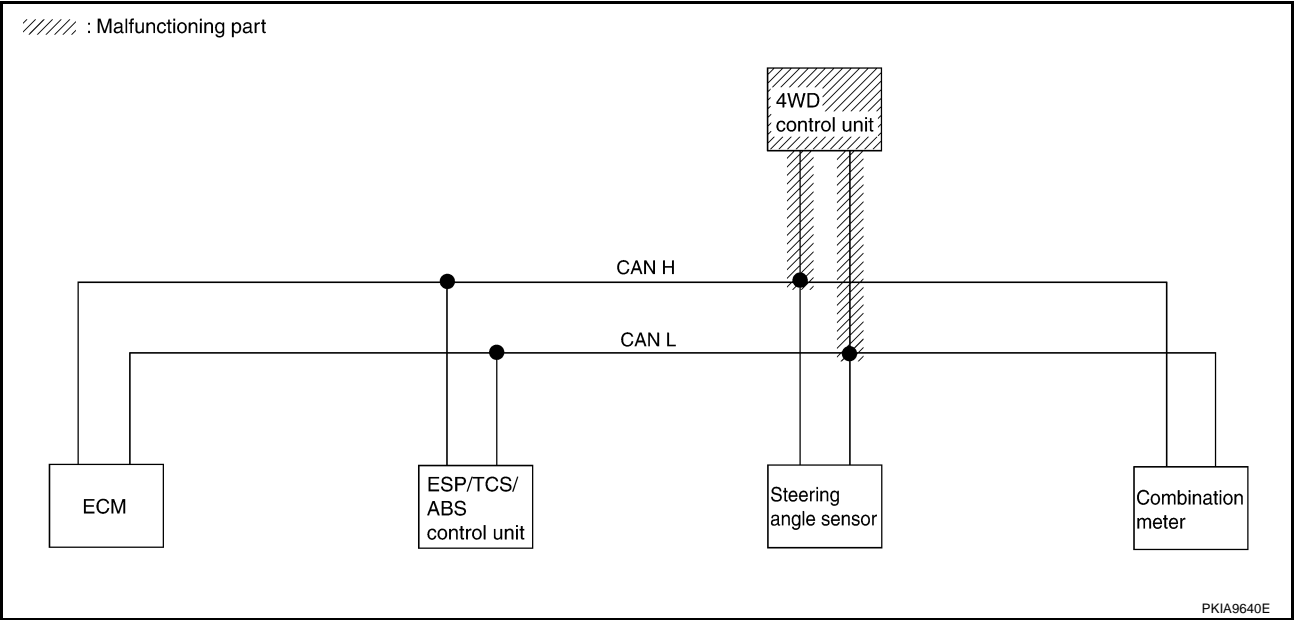 : Malfunctioning part
4WD
control unit
CAN H
CAN L
ECM
ESP/TCS/
ABS
control unit
Steering
angle sensor
Combination
meter
PKIA9640E